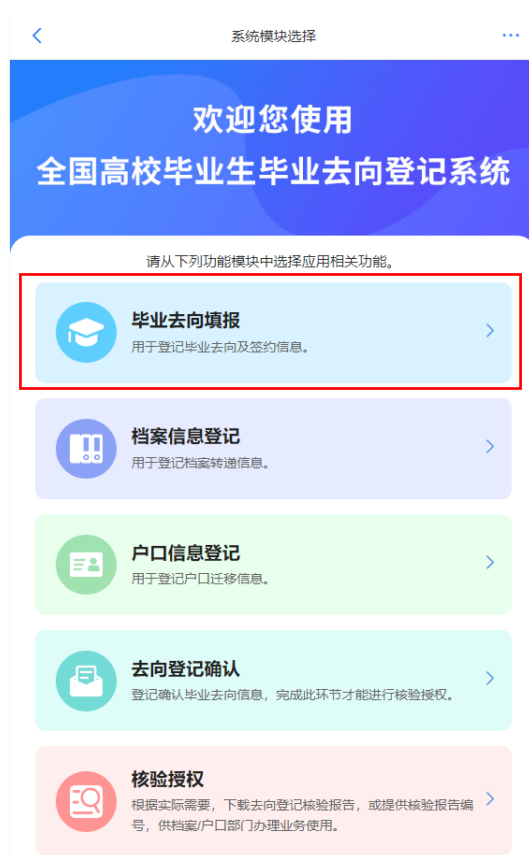 系统模块选择
欢迎您使用
全国高校毕业生毕业去向登记系统
请从下列功能模块中选择应用相关功能。
毕业去向填报
用于登记毕业去向及签约信息。
档案信息登记
用于登记档案转递信息。
户口信息登记
用于登记户口迁移信息。
去向登记确认
登记确认毕业去向信息，完成此环节才能进行核验授权。
核验授权
根据实际需要，下载去向登记核验报告，或提供核验报告编
号，供档案/户口部门办理业务使用。